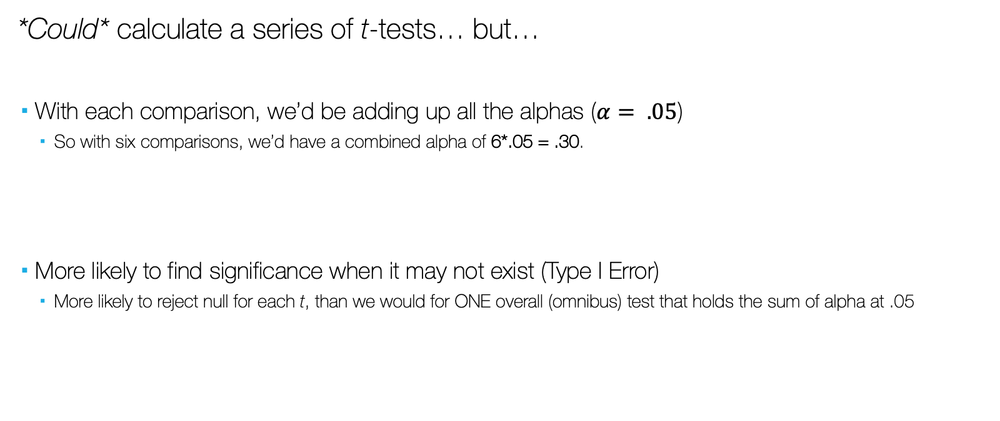 *Could* calculate a series of t-tests… but…
▪ With each comparison, we’d be adding up all the alphas (α = .05)
▪ So with six comparisons, we’d have a combined alpha of 6*.05 = .30.
▪ More likely to find significance when it may not exist (Type I Error)
▪ More likely to reject null for each t, than we would for ONE overall (omnibus) test that holds the sum of alpha at .05